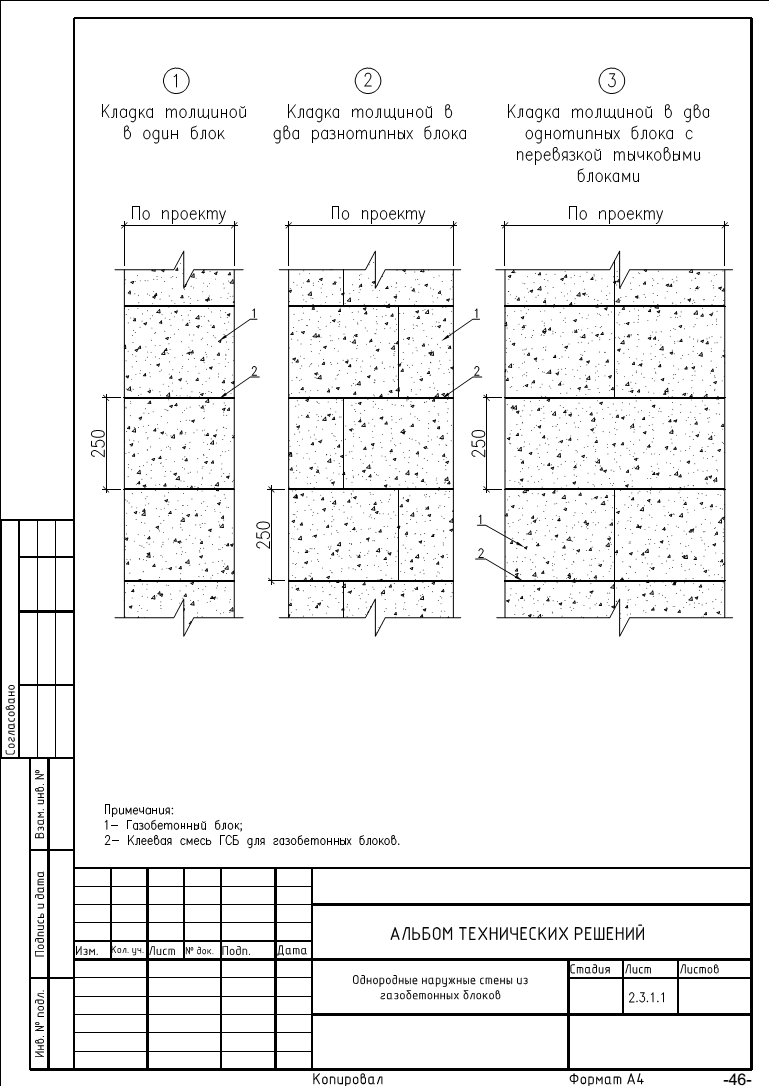 1
Кладка толщиной
в один блок
2
Кладка толщиной в
два разнотипных блока
3
Кладка толщиной в два
однотипных блока с
перевязкой тычковыми
блоками
По проекту
По проекту
По проекту
1
2
250
1
2
250
250
1
2
Примечания:
1– Газобетонный блок;
2– Клеевая смесь ГСБ для газобетонных блоков.
Согласовано
Взам. инв. №
Подпись и дата
Инв. № подл.
Изм. Кол. уч. Лист № док. Подп. Дата
АЛЬБОМ ТЕХНИЧЕСКИХ РЕШЕНИЙ
Однородные наружные стены из
газобетонных блоков
Стадия Лист Листов
2.3.1.1
Копировал Формат А4 -46-